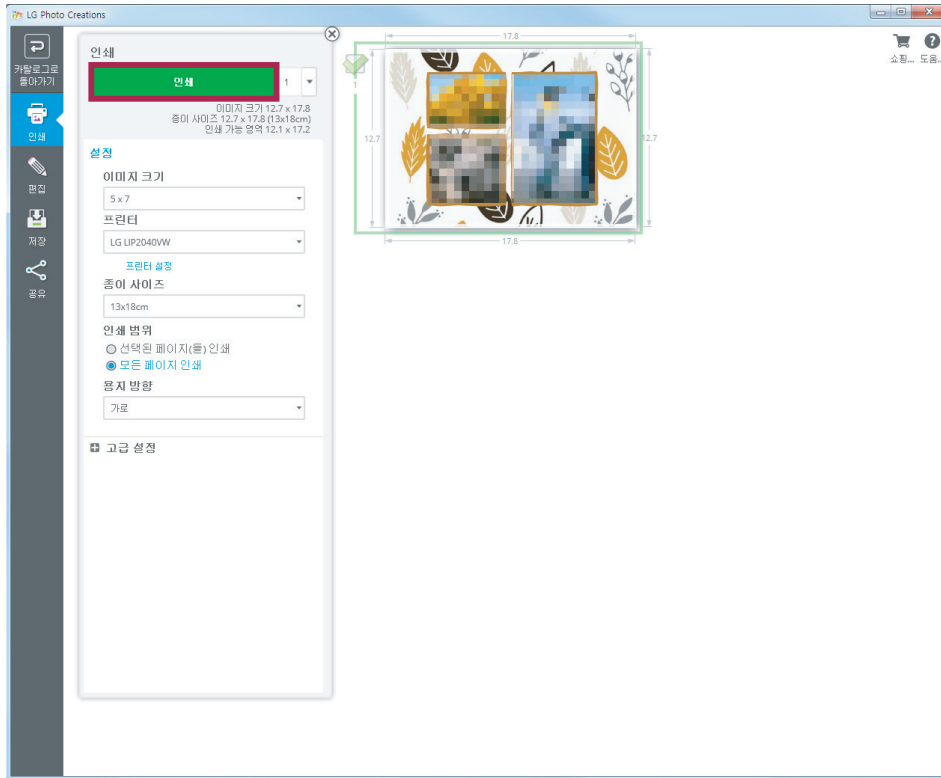 LG Photo Creations
카탈로그로
돌아가기
인쇄
편집
저장
공유
인쇄
인쇄
1
이미지 크기 12.7 x 17.8
종이 사이즈 12.7 x 17.8 (13x18cm)
인쇄 가능 영역 12.1 x 17.2
설정
이미지 크기
5 x 7
프린터
LG LIP2040VW
프린터 설정
종이 사이즈
13x18cm
인쇄 범위
선택된 페이지(들) 인쇄
모든 페이지 인쇄
용지 방향
가로
고급 설정
17.8
1
12.7
12.7
17.8
쇼핑...
도움..